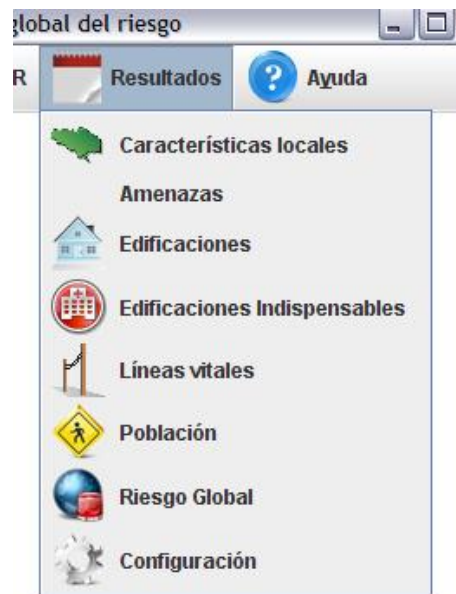 global del riesgo
R Resultados Ayuda
Características locales
Amenazas
Edificaciones
Edificaciones Indispensables
Líneas vitales
Población
Riesgo Global
Configuración